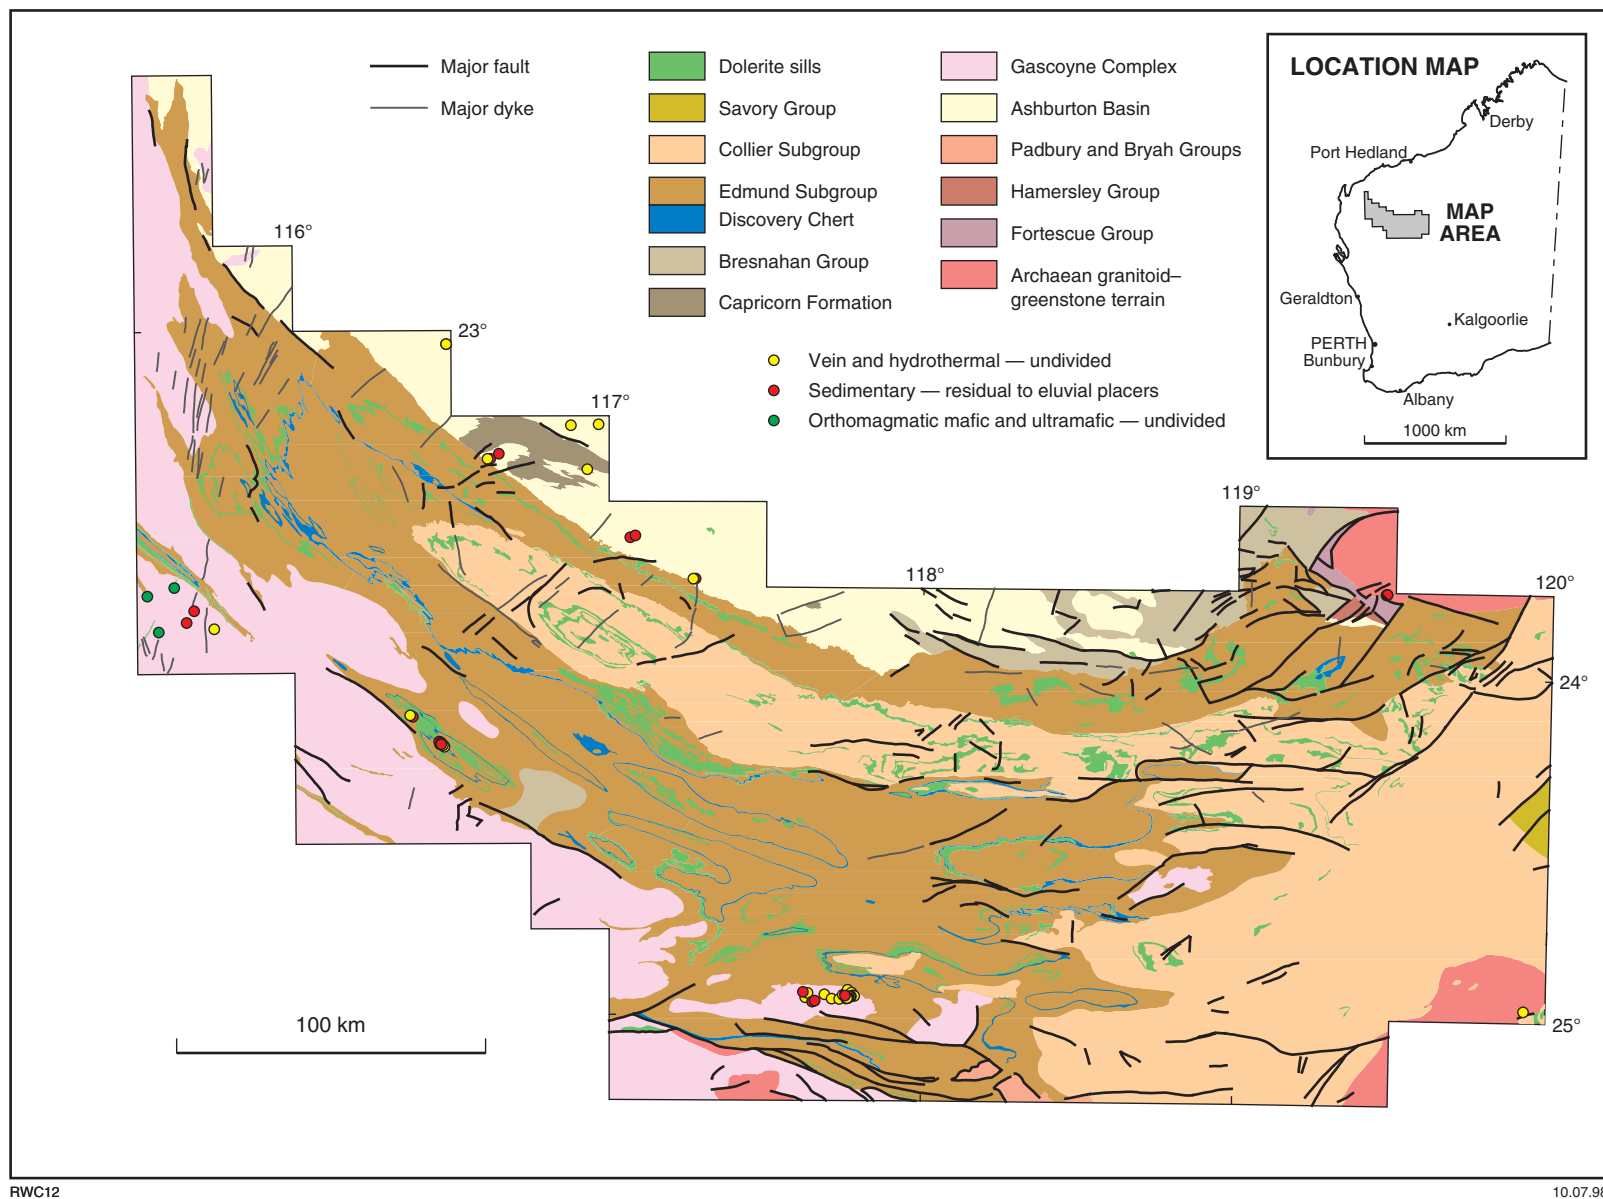 Major fault
Major dyke
Dolerite sills
Savory Group
Collier Subgroup
Edmund Subgroup
Discovery Chert
Bresnahan Group
Capricorn Formation
Gascoyne Complex
Ashburton Basin
Padbury and Bryah Groups
Hamersley Group
Fortescue Group
Archaean granitoid–
greenstone terrain
Vein and hydrothermal — undivided
Sedimentary — residual to eluvial placers
Orthomagmatic mafic and ultramafic — undivided
LOCATION MAP
Derby
Port Hedland
MAP
AREA
Geraldton
Kalgoorlie
PERTH
Bunbury
Albany
1000 km
116°
23°
117°
119°
118°
120°
24°
25°
100 km
RWC12
10.07.98